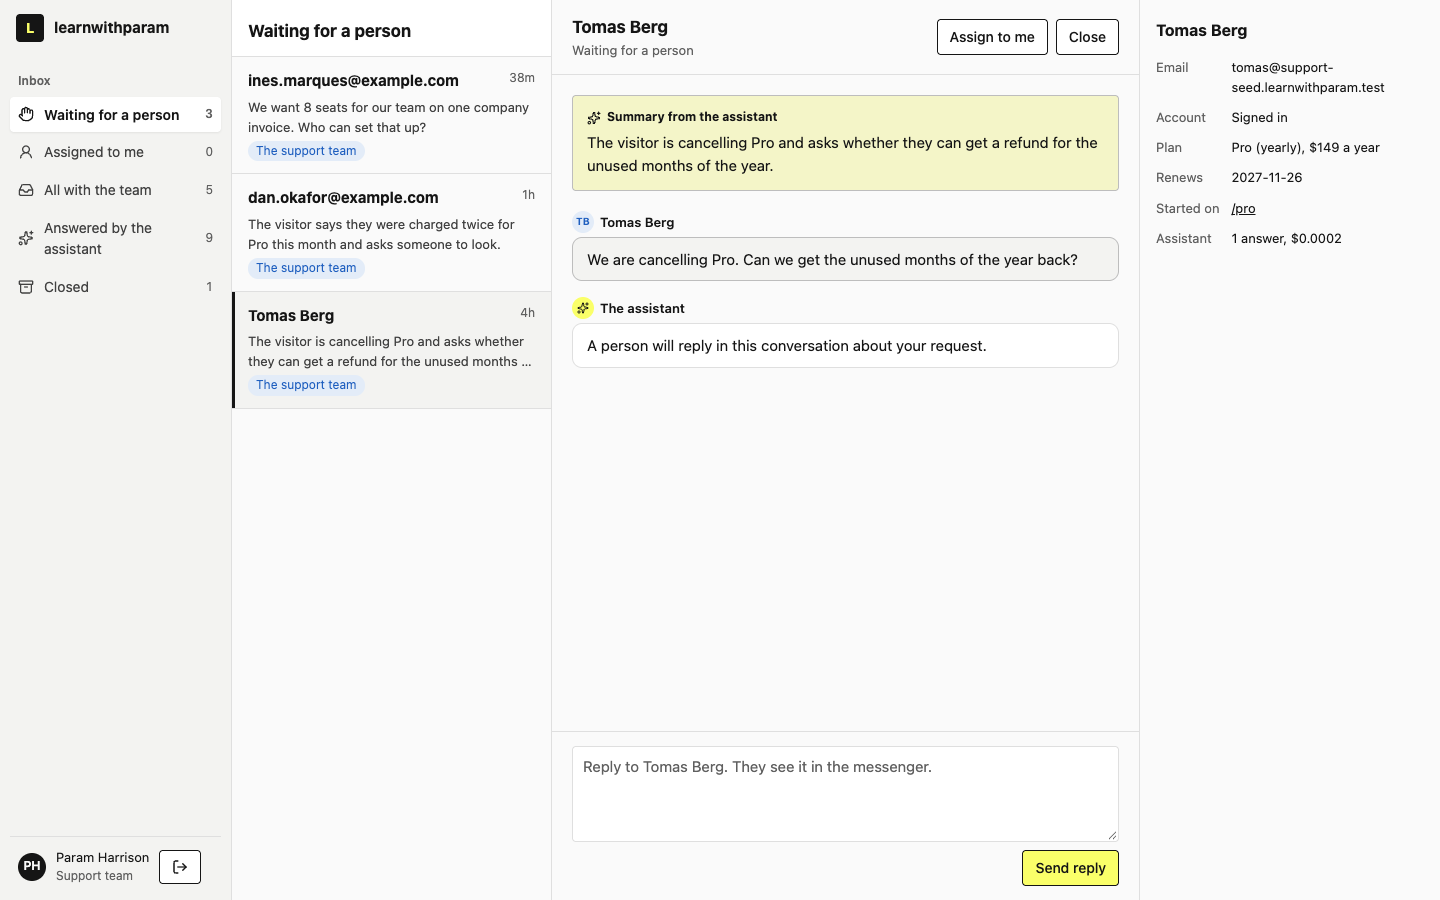 L learnwithparam
Inbox
Waiting for a person 3
Assigned to me 0
All with the team 5
Answered by the
assistant 9
Closed 1
PH Param Harrison
Support team
Waiting for a person
ines.marques@example.com 38m
We want 8 seats for our team on one company
invoice. Who can set that up?
The support team
dan.okafor@example.com 1h
The visitor says they were charged twice for
Pro this month and asks someone to look.
The support team
Tomas Berg 4h
The visitor is cancelling Pro and asks whether
they can get a refund for the unused months ...
The support team
Tomas Berg
Waiting for a person
Assign to me
Close
Summary from the assistant
The visitor is cancelling Pro and asks whether they can get a refund for the
unused months of the year.
TB Tomas Berg
We are cancelling Pro. Can we get the unused months of the year back?
The assistant
A person will reply in this conversation about your request.
Reply to Tomas Berg. They see it in the messenger.
Send reply
Tomas Berg
Email tomas@support-
seed.learnwithparam.test
Account Signed in
Plan Pro (yearly), $149 a year
Renews 2027-11-26
Started on /pro
Assistant 1 answer, $0.0002